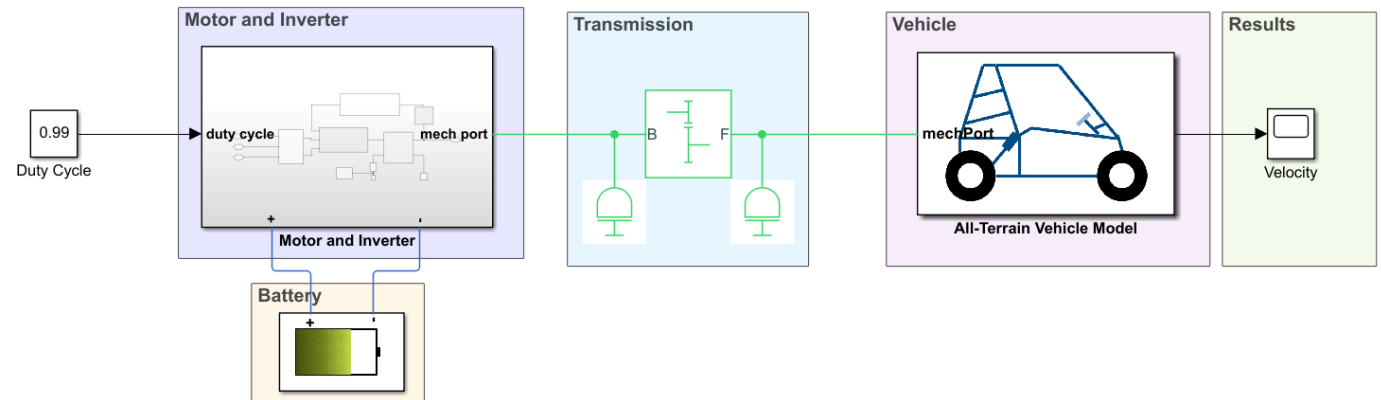 Motor and Inverter
Transmission
Vehicle
Results
0.99
Duty Cycle
duty cycle
mech port
+
-
Motor and Inverter
B
F
mechPort
All-Terrain Vehicle Model
Velocity
Battery
+
-